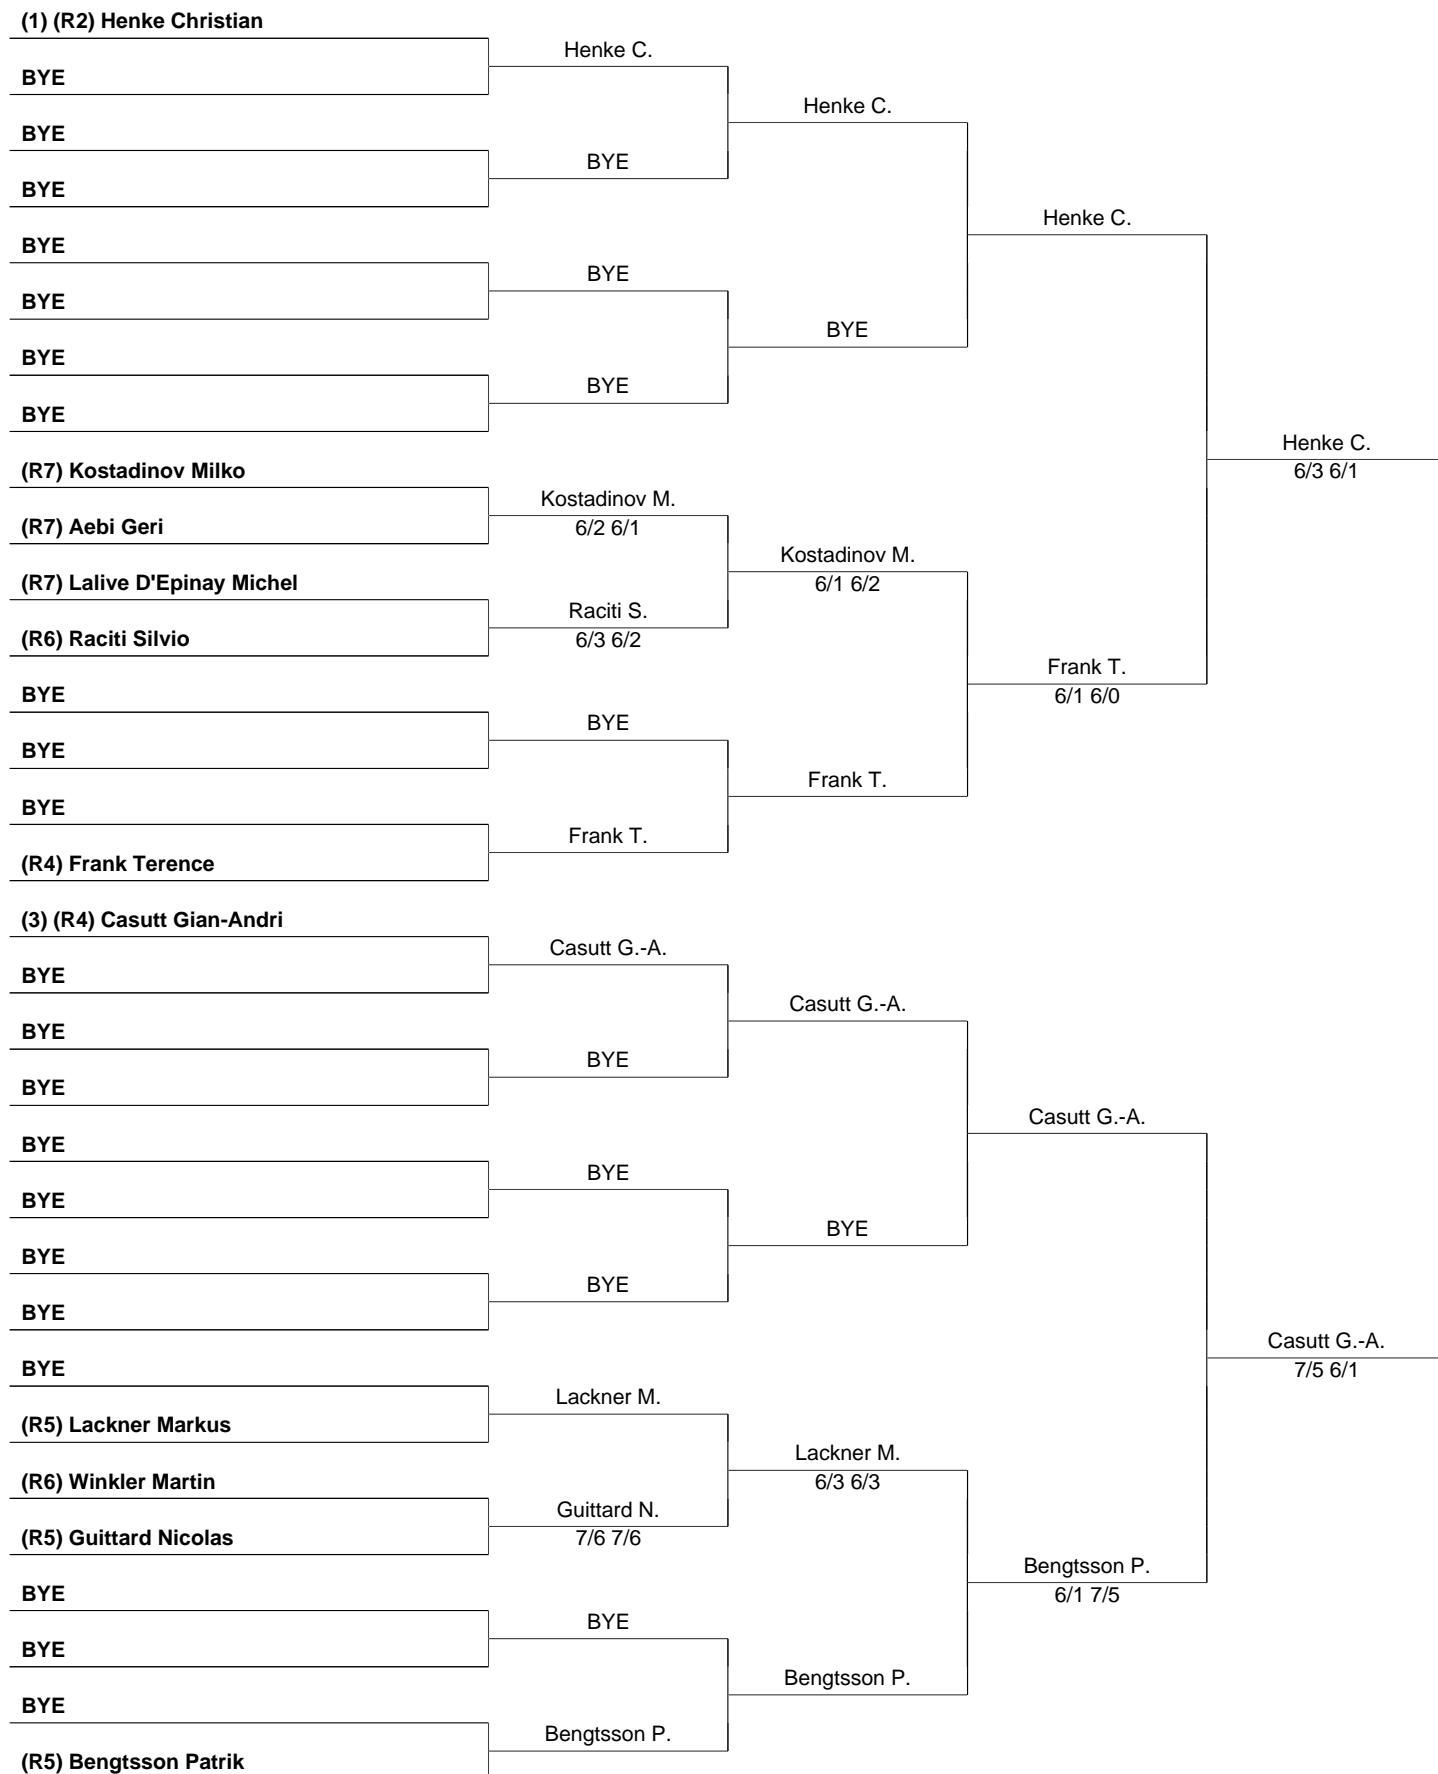 (1) (R2) Henke Christian
BYE
BYE
BYE
BYE
BYE
BYE
BYE
(R7) Kostadinov Milko
(R7) Aebi Geri
(R7) Lalive D'Epinay Michel
(R6) Raciti Silvio
BYE
BYE
BYE
(R4) Frank Terence
(3) (R4) Casutt Gian-Andri
BYE
BYE
BYE
BYE
BYE
BYE
BYE
BYE
(R5) Lackner Markus
(R6) Winkler Martin
(R5) Guittard Nicolas
BYE
BYE
BYE
(R5) Bengtsson Patrik
Henke C.
BYE
BYE
BYE
Kostadinov M.
6/2 6/1
Raciti S.
6/3 6/2
BYE
Frank T.
Casutt G.-A.
BYE
BYE
BYE
Lackner M.
Guittard N.
7/6 7/6
BYE
Bengtsson P.
Henke C.
BYE
Kostadinov M.
6/1 6/2
Frank T.
Casutt G.-A.
BYE
Lackner M.
6/3 6/3
Bengtsson P.
Henke C.
Frank T.
6/1 6/0
Casutt G.-A.
Bengtsson P.
6/1 7/5
Henke C.
6/3 6/1
Casutt G.-A.
7/5 6/1